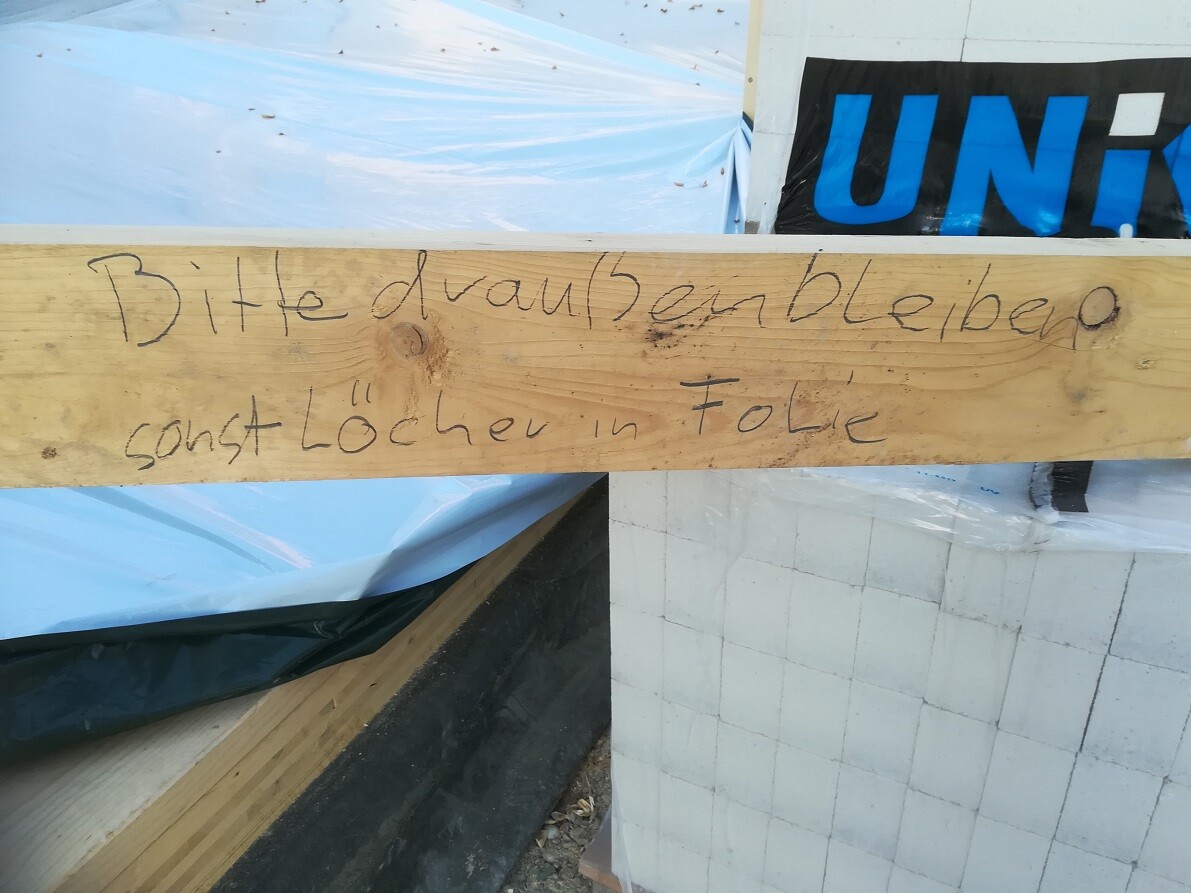 UNi
Bitte draußen bleiben
sonst Löcher in Folie